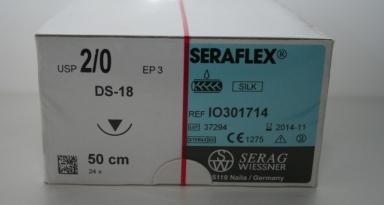 USP 2/0 EP 3
DS-18
50 cm
24 x
SERAFLEX®
SILK
REF IO301714
LOT 37294 CE 1275 2014-11
SERAG
WIESSNER
Naila / Germany